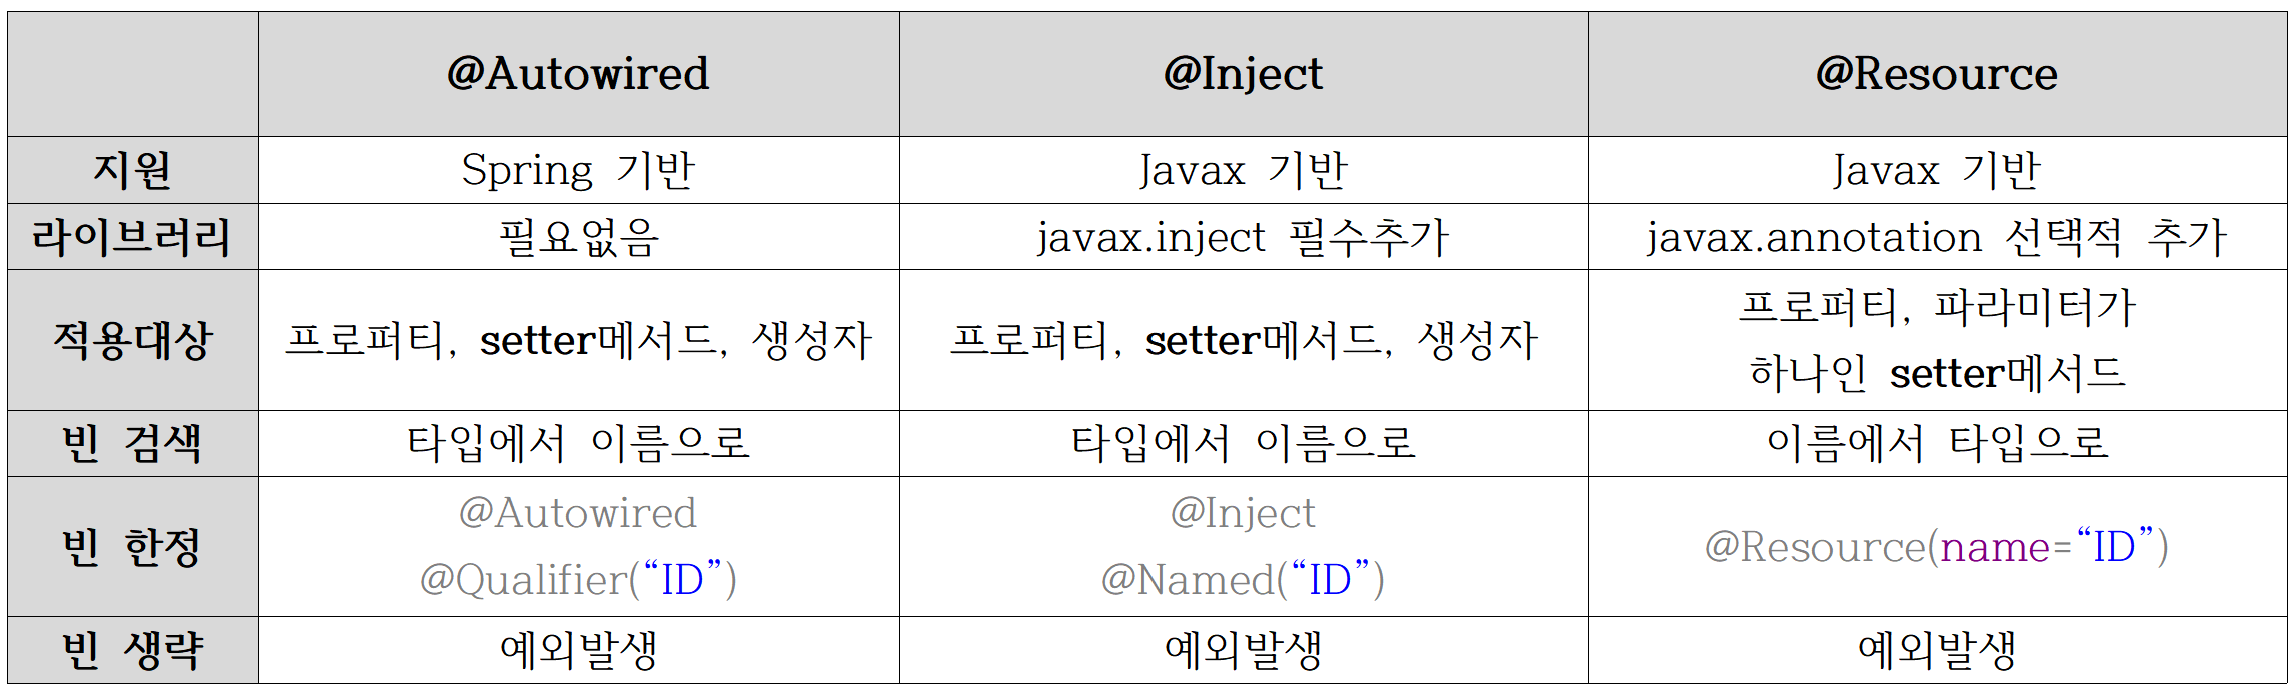 @Autowired @Inject @Resource
지원 Spring 기반 Javax 기반 Javax 기반
라이브러리 필요없음 javax.inject 필수추가 javax.annotation 선택적 추가
적용대상 프로퍼티, setter메서드, 생성자 프로퍼티, setter메서드, 생성자 프로퍼티, 파라미터가
하나인 setter메서드
빈 검색 타입에서 이름으로 타입에서 이름으로 이름에서 타입으로
빈 한정 @Autowired @Inject @Resource(name=“ID”)
@Qualifier(“ID”) @Named(“ID”)
빈 생략 예외발생 예외발생 예외발생